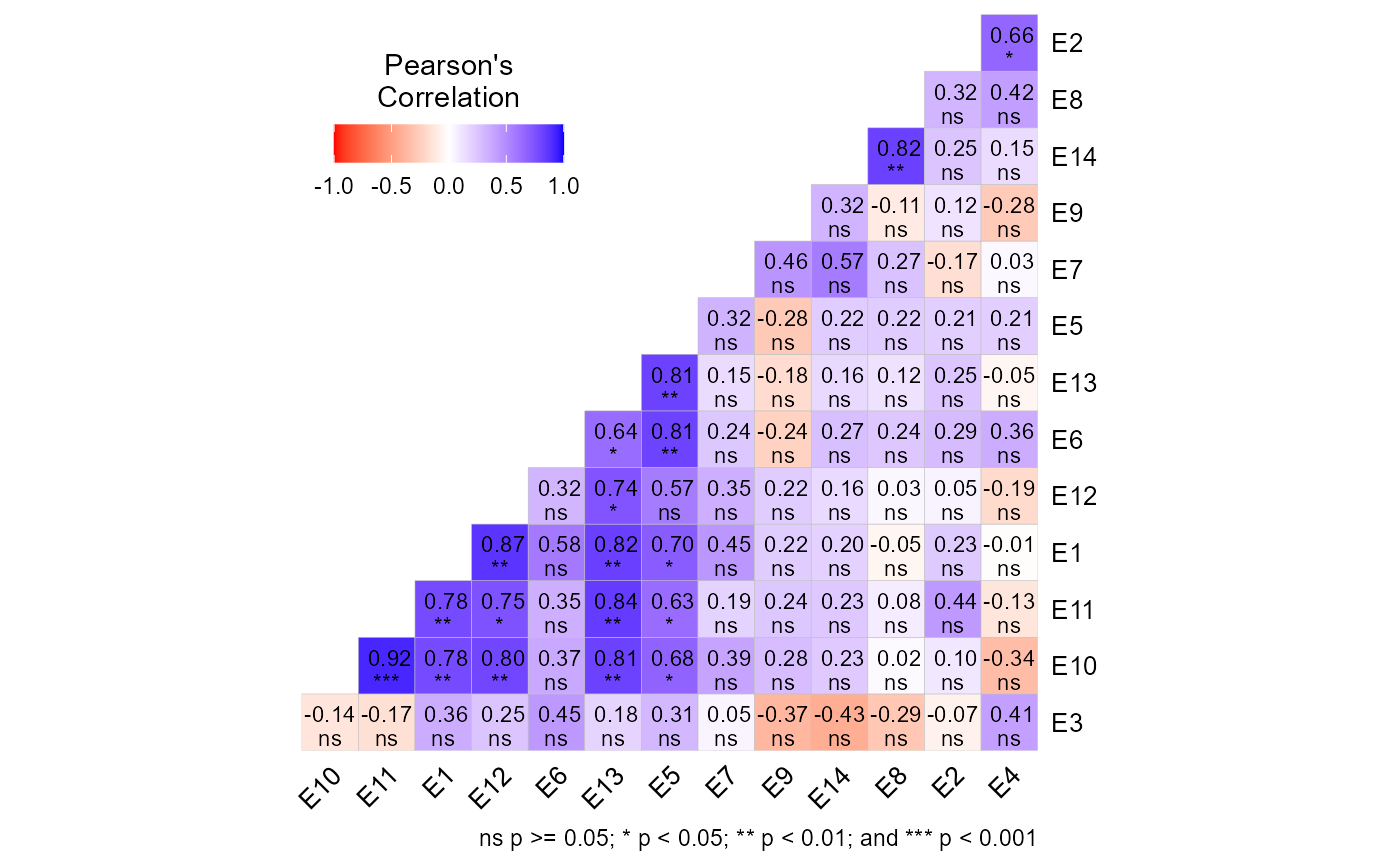 Pearson's
Correlation
-1.0 -0.5 0.0 0.5 1.0
0.66 E2
*
0.32 0.42 E8
ns ns
0.82 0.25 0.15 E14
** ns ns
0.32 -0.11 0.12 -0.28 E9
ns ns ns ns
0.46 0.57 0.27 -0.17 0.03 E7
ns ns ns ns ns
0.32 -0.28 0.22 0.22 0.21 0.21 E5
ns ns ns ns ns ns
0.81 0.15 -0.18 0.16 0.12 0.25 -0.05 E13
** ns ns ns ns ns ns
0.64 0.81 0.24 -0.24 0.27 0.24 0.29 0.36 E6
* ** ns ns ns ns ns ns
0.32 0.74 0.57 0.35 0.22 0.16 0.03 0.05 -0.19 E12
ns * ns ns ns ns ns ns ns
0.87 0.58 0.82 0.70 0.45 0.22 0.20 -0.05 0.23 -0.01 E1
** ns ** * ns ns ns ns ns ns
0.78 0.75 0.35 0.84 0.63 0.19 0.24 0.23 0.08 0.44 -0.13 E11
** * ns ** * ns ns ns ns ns ns
0.92 0.78 0.80 0.37 0.81 0.68 0.39 0.28 0.23 0.02 0.10 -0.34 E10
*** ** ** ns ** * ns ns ns ns ns ns
-0.14 -0.17 0.36 0.25 0.45 0.18 0.31 0.05 -0.37 -0.43 -0.29 -0.07 0.41 E3
ns ns ns ns ns ns ns ns ns ns ns ns ns
E10 E11 E1 E12 E6 E13 E5 E7 E9 E14 E8 E2 E4
ns p >= 0.05; * p < 0.05; ** p < 0.01; and *** p < 0.001